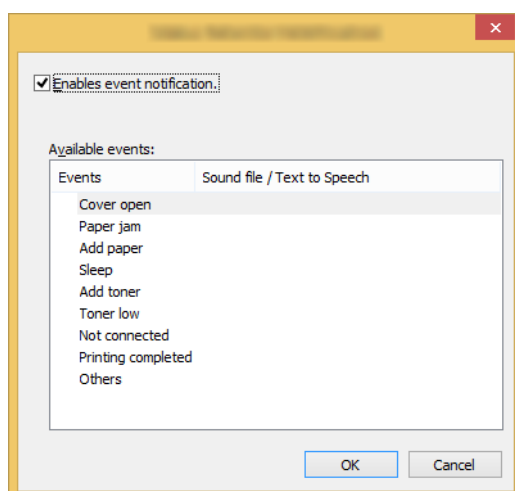 Enables event notification.
Available events:
Events Sound file / Text to Speech
Cover open
Paper jam
Add paper
Sleep
Add toner
Toner low
Not connected
Printing completed
Others
OK Cancel